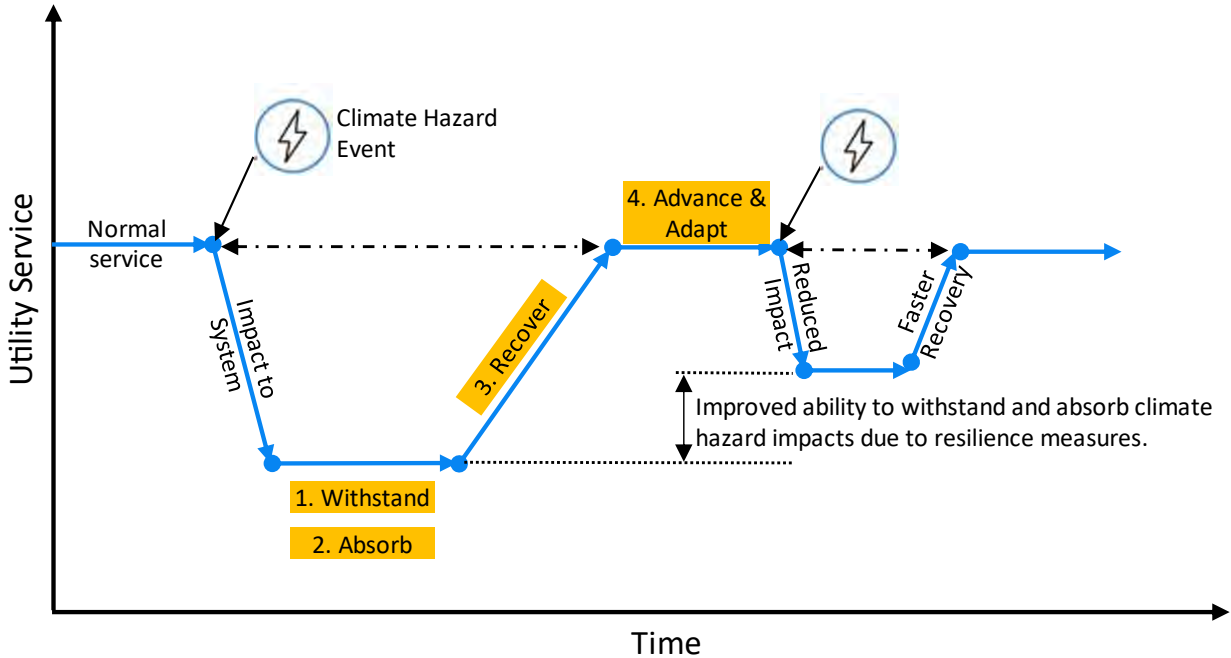 Climate Hazard
Event
Normal
service
Impact to
System
1. Withstand
2. Absorb
3. Recover
4. Advance &
Adapt
Reduced
Impact
Faster
Recovery
Improved ability to withstand and absorb climate
hazard impacts due to resilience measures.
Utility Service
Time